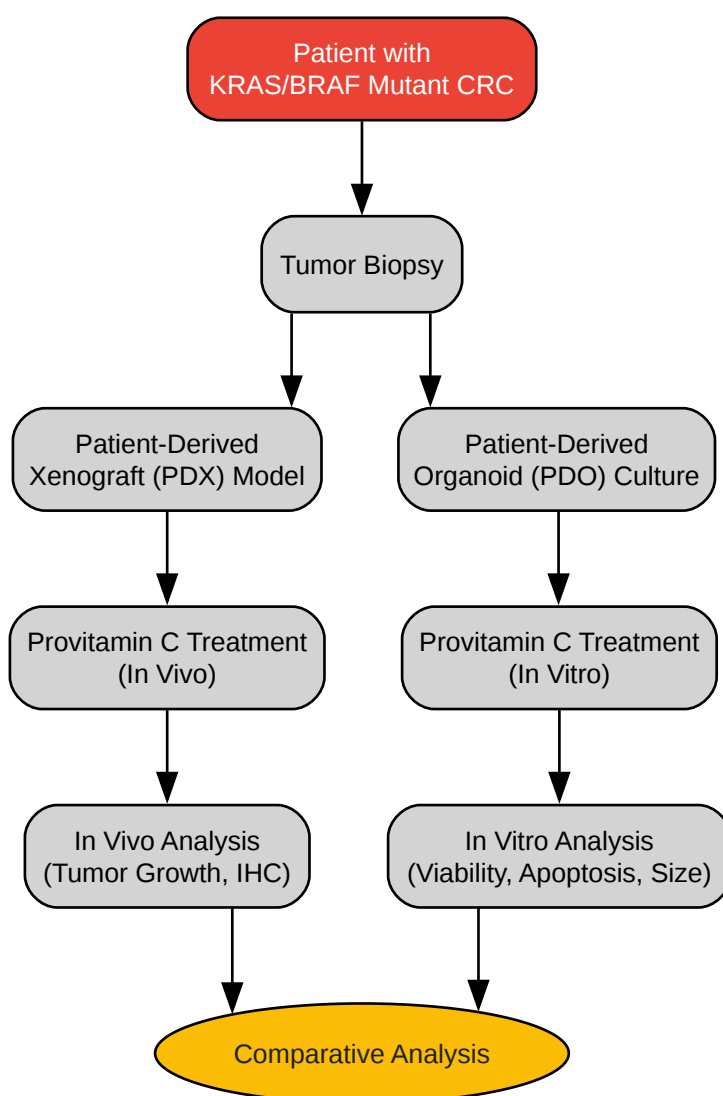 Patient with
KRAS/BRAF Mutant CRC
Tumor Biopsy
Patient-Derived
Xenograft (PDX) Model
Patient-Derived
Organoid (PDO) Culture
Provitamin C Treatment
(In Vivo)
Provitamin C Treatment
(In Vitro)
In Vivo Analysis
(Tumor Growth, IHC)
In Vitro Analysis
(Viability, Apoptosis, Size)
Comparative Analysis